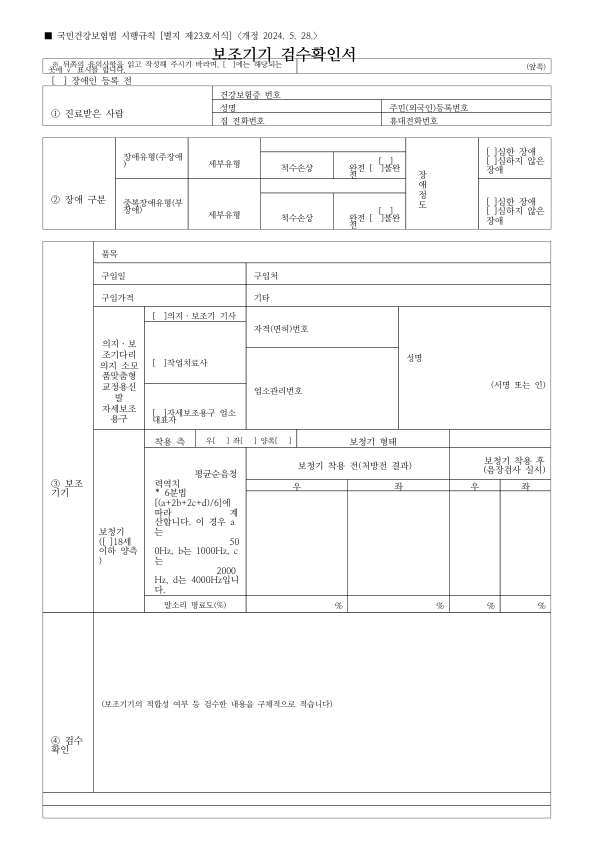 ■ 국민건강보험법 시행규칙 [별지 제23호서식] <개정 2024. 5. 28.>
보조기기 검수확인서
※ 뒤쪽의 유의사항을 읽고 작성해 주시기 바라며, [ ]에는 해당되는
곳에 √ 표시를 합니다.
(앞쪽)
[ ] 장애인 등록 전
① 진료받은 사람
건강보험증 번호
성명
주민(외국인)등록번호
집 전화번호
휴대전화번호
② 장애 구분
장애유형(주장애
)
세부유형
척수손상
[ ]
완전 [ ]불완
전
장
애
정
도
[ ]심한 장애
[ ]심하지 않은
장애
중복장애유형(부
장애)
세부유형
척수손상
[ ]
완전 [ ]불완
전
[ ]심한 장애
[ ]심하지 않은
장애
③ 보조
기기
품목
구입일
구입처
구입가격
기타
의지ㆍ보
조기다리
의지 소모
품맞춤형
교정용신
발
자세보조
용구
[ ]의지ㆍ보조기 기사
[ ]작업치료사
[ ]자세보조용구 업소
대표자
자격(면허)번호
업소관리번호
성명
(서명 또는 인)
보청기
([ ]18세
이하 양측
)
착용 측
우[ ] 좌[ ] 양쪽[ ]
보청기 형태
평균순음청
력역치
* 6분법
[(a+2b+2c+d)/6]에
따라 계
산합니다. 이 경우 a
는
50
0Hz, b는 1000Hz, c
는
2000
Hz, d는 4000Hz입니
다.
보청기 착용 전(처방전 결과)
보청기 착용 후
(음장검사 실시)
우
좌
우
좌
말소리 명료도(%)
%
%
%
%
④ 검수
확인
(보조기기의 적합성 여부 등 검수한 내용을 구체적으로 적습니다)